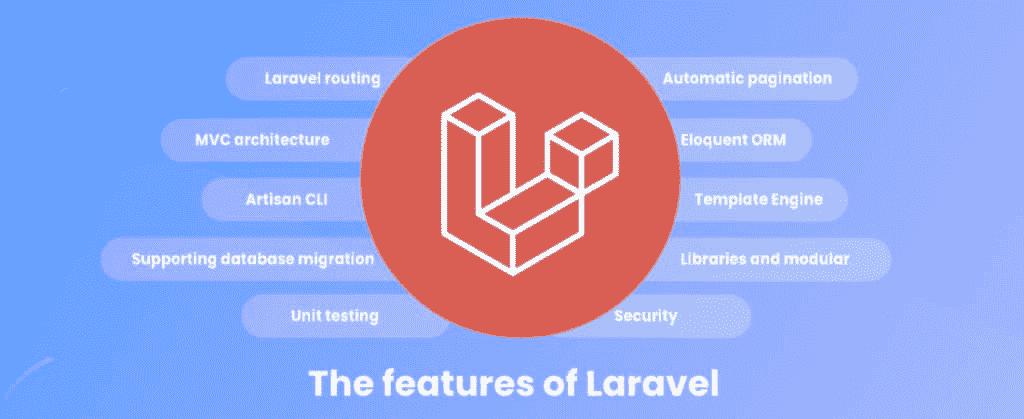 Laravel routing
Automatic pagination
MVC architecture
Eloquent ORM
Artisan CLI
Template Engine
Supporting database migration
Libraries and modular
Unit testing
Security
The features of Laravel